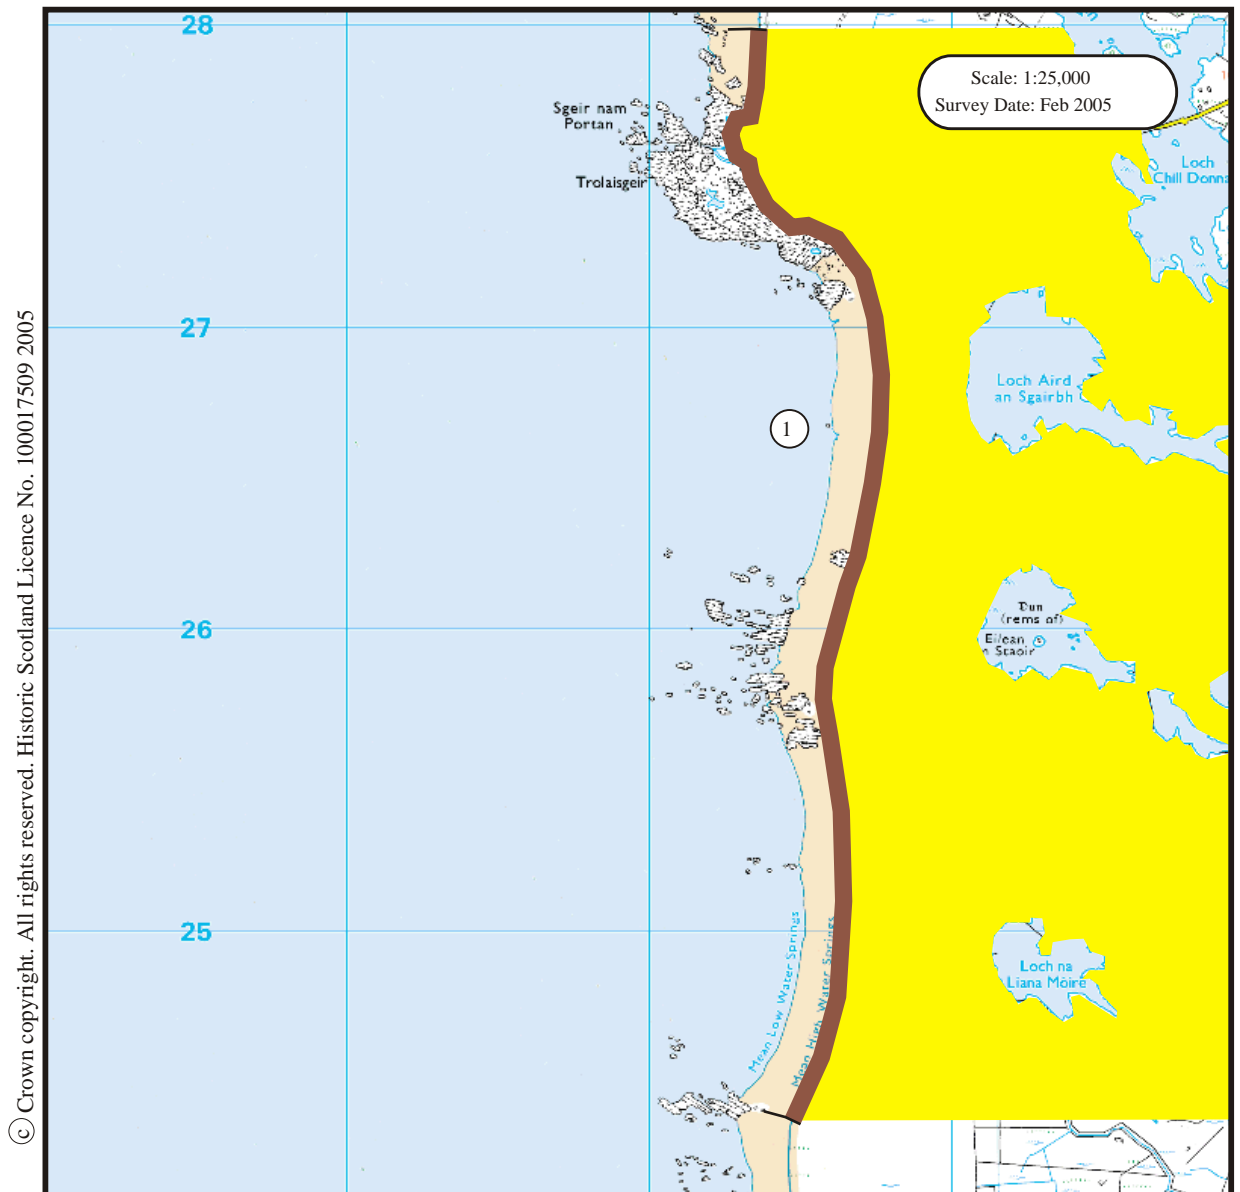 28
Scale: 1:25,000
Survey Date: Feb 2005
Sgeir nam
Portan
Trolaisgeir
Loch
Chill Donna
27
Loch Aird
an Sgairbh
1
26
Dun
(rems of)
Eilean
n Staoir
25
Loch na
Liana Mòire
Mean Low Water Springs
Mean High Water Springs
c Crown copyright. All rights reserved. Historic Scotland Licence No. 100017509 2005